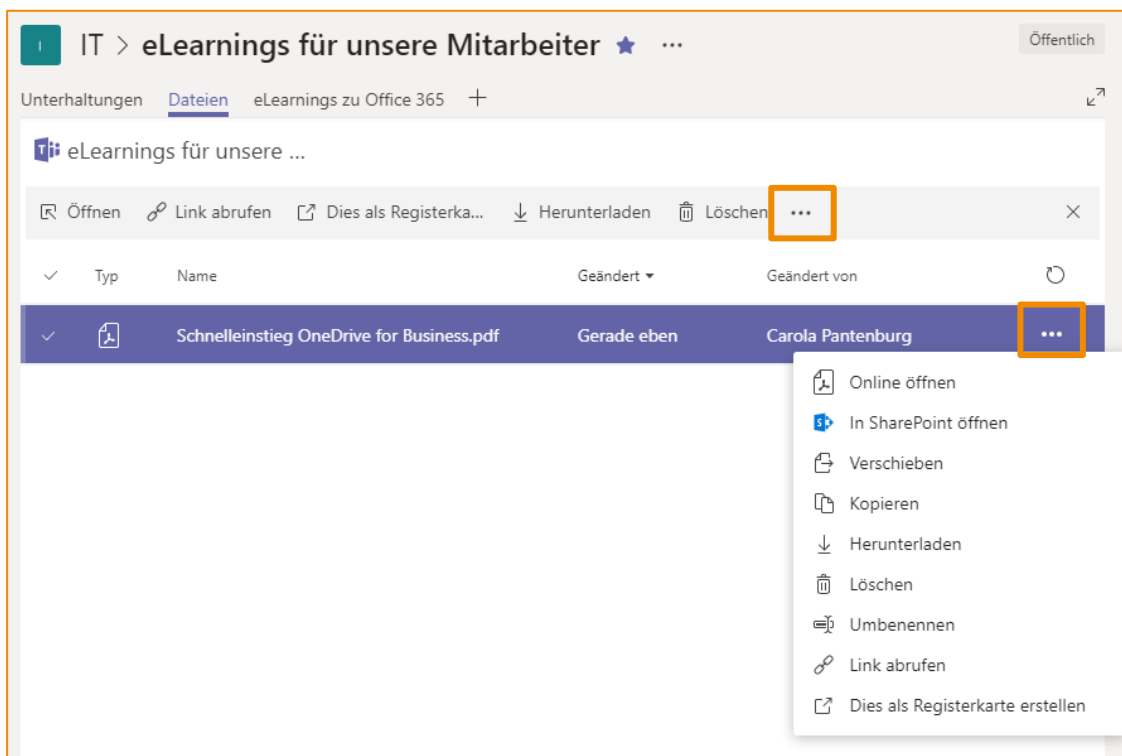 I IT > eLearnings für unsere Mitarbeiter ... Öffentlich
Unterhaltungen Dateien eLearnings zu Office 365 +
eLearnings für unsere ...
Öffnen Link abrufen Dies als Registerka... Herunterladen Löschen ...
Typ Name Geändert Geändert von
Schnelleinstieg OneDrive for Business.pdf Gerade eben Carola Pantenburg ...
Online öffnen
In SharePoint öffnen
Verschieben
Kopieren
Herunterladen
Löschen
Umbenennen
Link abrufen
Dies als Registerkarte erstellen